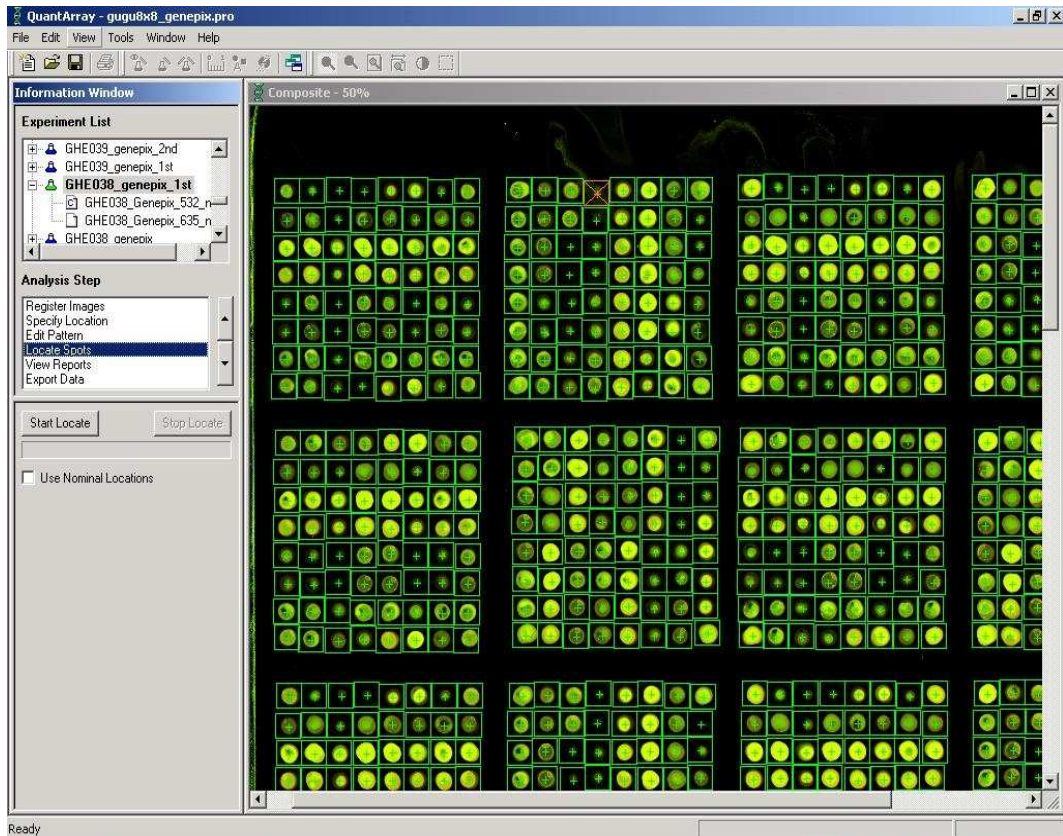 QuantArray - gugu8x8_genepix.pro
File Edit View Tools Window Help
Information Window
Experiment List
GHE039_genepix_2nd
GHE039_genepix_1st
GHE038_genepix_1st
GHE038_Genepix_532_n
GHE038_Genepix_635_n
GHE038_genepix
Analysis Step
Register Images
Specify Location
Edit Pattern
Locate Spots
View Reports
Export Data
Start Locate Stop Locate
Use Nominal Locations
Composite - 50%
Ready